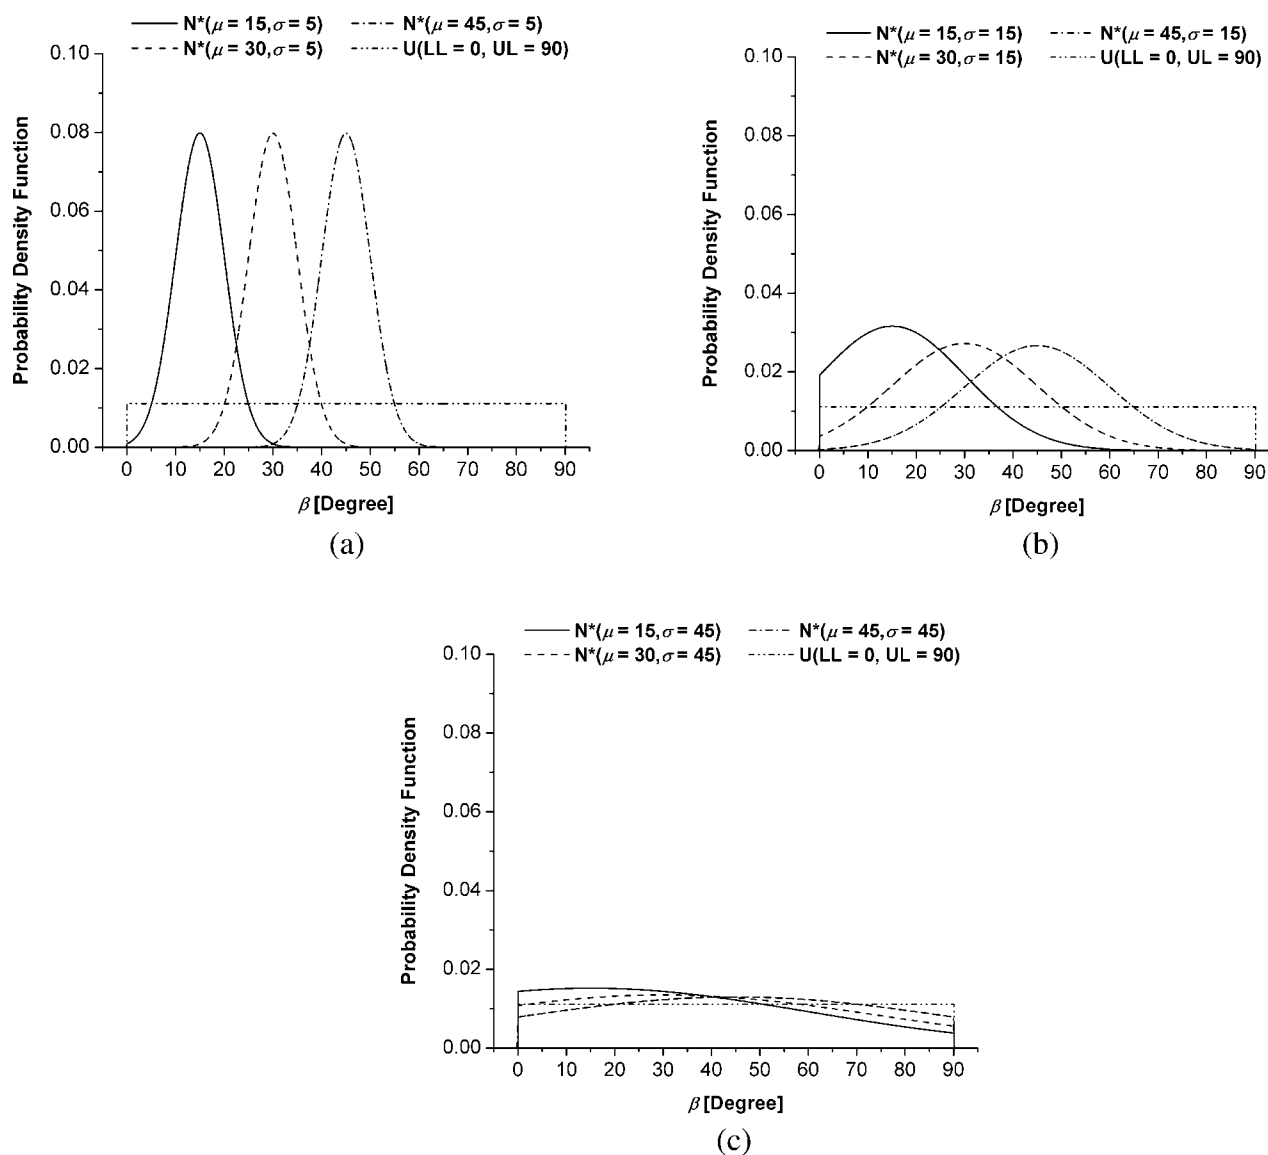 N*(μ = 15,σ = 5) N*(μ = 45,σ = 5)
N*(μ = 30,σ = 5) U(LL = 0, UL = 90)
0.10
0.08
0.06
0.04
0.02
0.00
Probability Density Function
0 10 20 30 40 50 60 70 80 90
β [Degree]
(a)
N*(μ = 15,σ = 15) N*(μ = 45,σ = 15)
N*(μ = 30,σ = 15) U(LL = 0, UL = 90)
0.10
0.08
0.06
0.04
0.02
0.00
Probability Density Function
0 10 20 30 40 50 60 70 80 90
β [Degree]
(b)
N*(μ = 15,σ = 45) N*(μ = 45,σ = 45)
N*(μ = 30,σ = 45) U(LL = 0, UL = 90)
0.10
0.08
0.06
0.04
0.02
0.00
Probability Density Function
0 10 20 30 40 50 60 70 80 90
β [Degree]
(c)